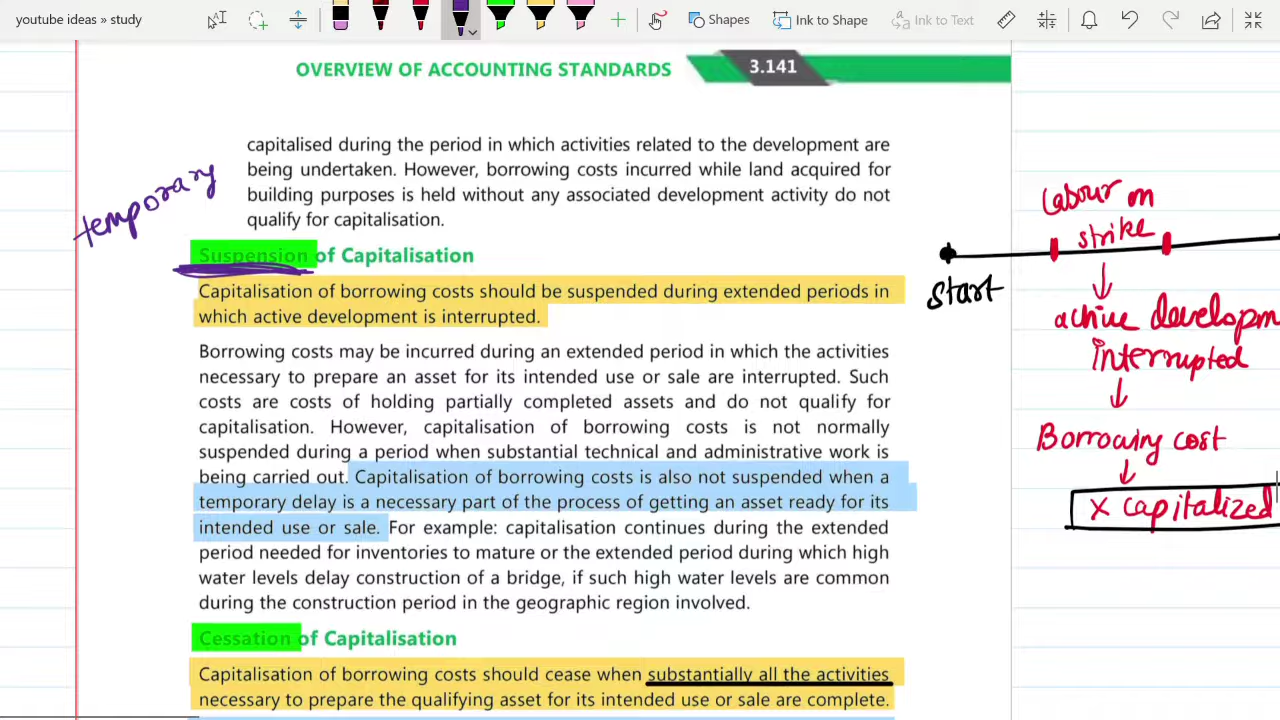 youtube ideas » study
Shapes
Ink to Shape
Ink to Text
OVERVIEW OF ACCOUNTING STANDARDS
3.141
capitalised during the period in which activities related to the development are
being undertaken. However, borrowing costs incurred while land acquired for
building purposes is held without any associated development activity do not
qualify for capitalisation.
temporary
Suspension of Capitalisation
Capitalisation of borrowing costs should be suspended during extended periods in
which active development is interrupted.
Borrowing costs may be incurred during an extended period in which the activities
necessary to prepare an asset for its intended use or sale are interrupted. Such
costs are costs of holding partially completed assets and do not qualify for
capitalisation. However, capitalisation of borrowing costs is not normally
suspended during a period when substantial technical and administrative work is
being carried out. Capitalisation of borrowing costs is also not suspended when a
temporary delay is a necessary part of the process of getting an asset ready for its
intended use or sale. For example: capitalisation continues during the extended
period needed for inventories to mature or the extended period during which high
water levels delay construction of a bridge, if such high water levels are common
during the construction period in the geographic region involved.
Cessation of Capitalisation
Capitalisation of borrowing costs should cease when substantially all the activities
necessary to prepare the qualifying asset for its intended use or sale are complete.
Labour on
strike
start
active developm
interrupted
Borrowing cost
x capitalized